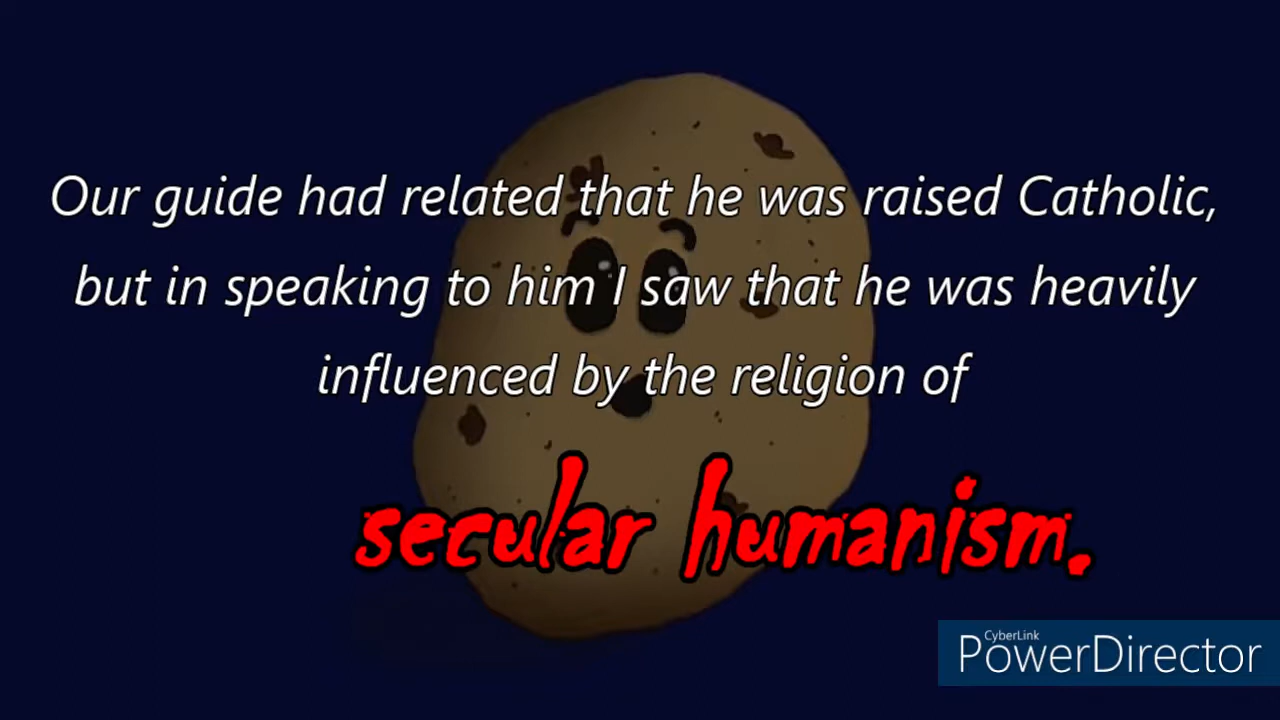 Our guide had related that he was raised Catholic,
but in speaking to him I saw that he was heavily
influenced by the religion of
secular humanism.
CyberLink
PowerDirector